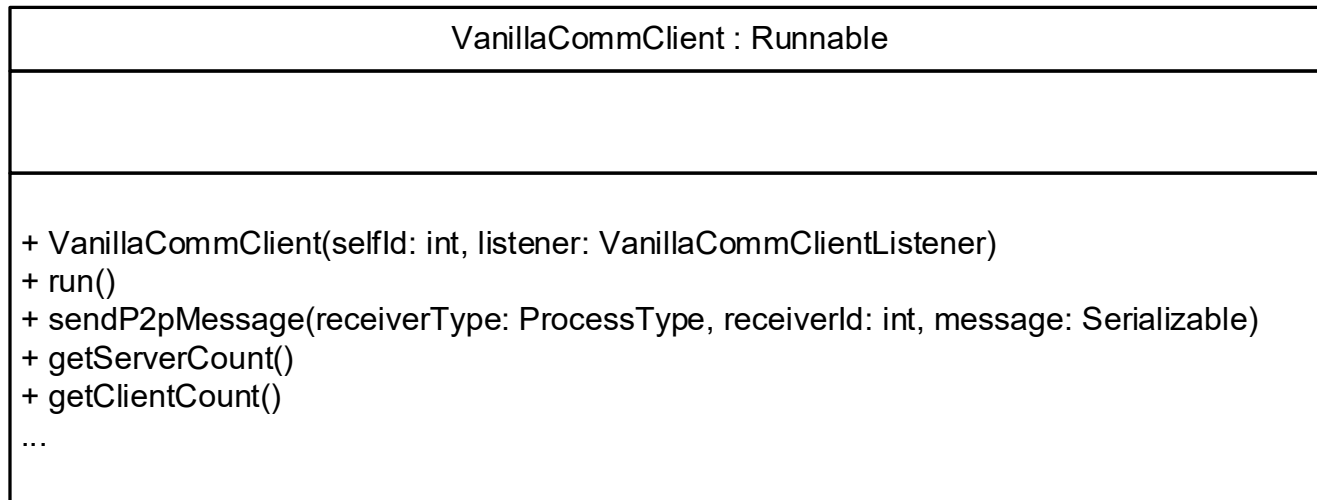 VanillaCommClient : Runnable
+ VanillaCommClient(selfId: int, listener: VanillaCommClientListener)
+ run()
+ sendP2pMessage(receiverType: ProcessType, receiverId: int, message: Serializable)
+ getServerCount()
+ getClientCount()
...